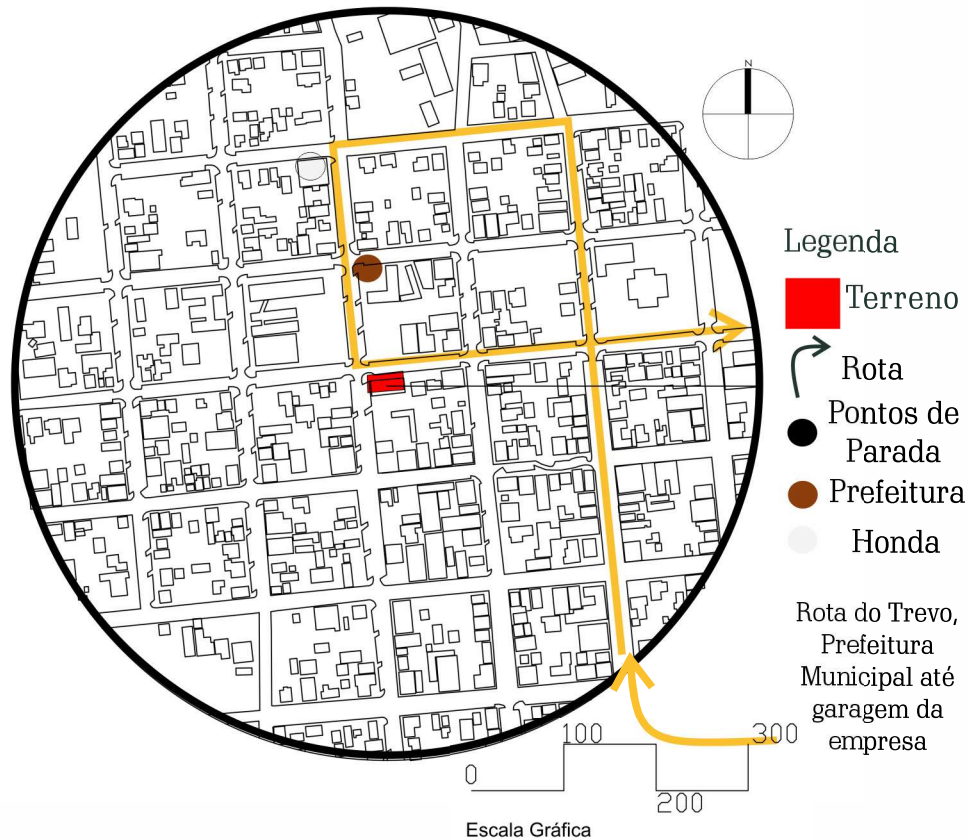 N
Legenda
Terreno
Rota
Pontos de
Parada
Prefeitura
Honda
Rota do Trevo,
Prefeitura
Municipal até
garagem da
empresa
100
300
0
200
Escala Gráfica